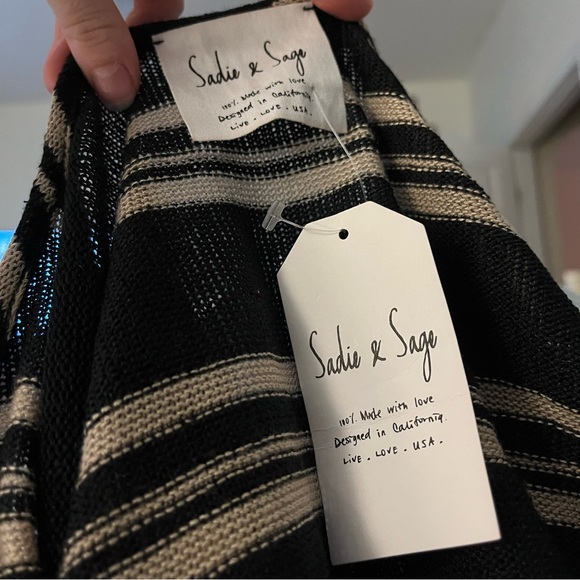 Sadie & Sage
100% Made with love
Designed in California.
LIVE . LOVE . USA.
Sadie & Sage
100% Made with love
Designed in California.
LIVE . LOVE . USA.